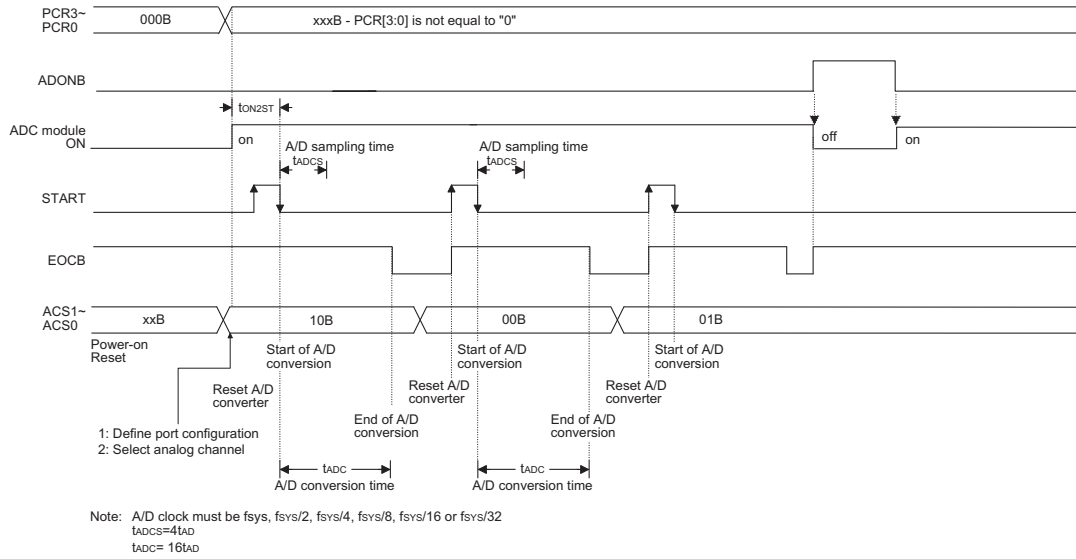 PCR3~
PCR0
000B
xxxB - PCR[3:0] is not equal to "0"
ADONB
tON2ST
ADC module
ON
on
off
on
A/D sampling time
tADCS
A/D sampling time
tADCS
START
EOCB
ACS1~
ACS0
xxB
10B
00B
01B
Power-on
Reset
Start of A/D
conversion
Start of A/D
conversion
Start of A/D
conversion
Reset A/D
converter
Reset A/D
converter
Reset A/D
converter
End of A/D
conversion
End of A/D
conversion
1: Define port configuration
2: Select analog channel
tADC
A/D conversion time
tADC
A/D conversion time
Note: A/D clock must be fsys, fSYS/2, fSYS/4, fSYS/8, fSYS/16 or fSYS/32
tADCS=4tAD
tADC= 16tAD